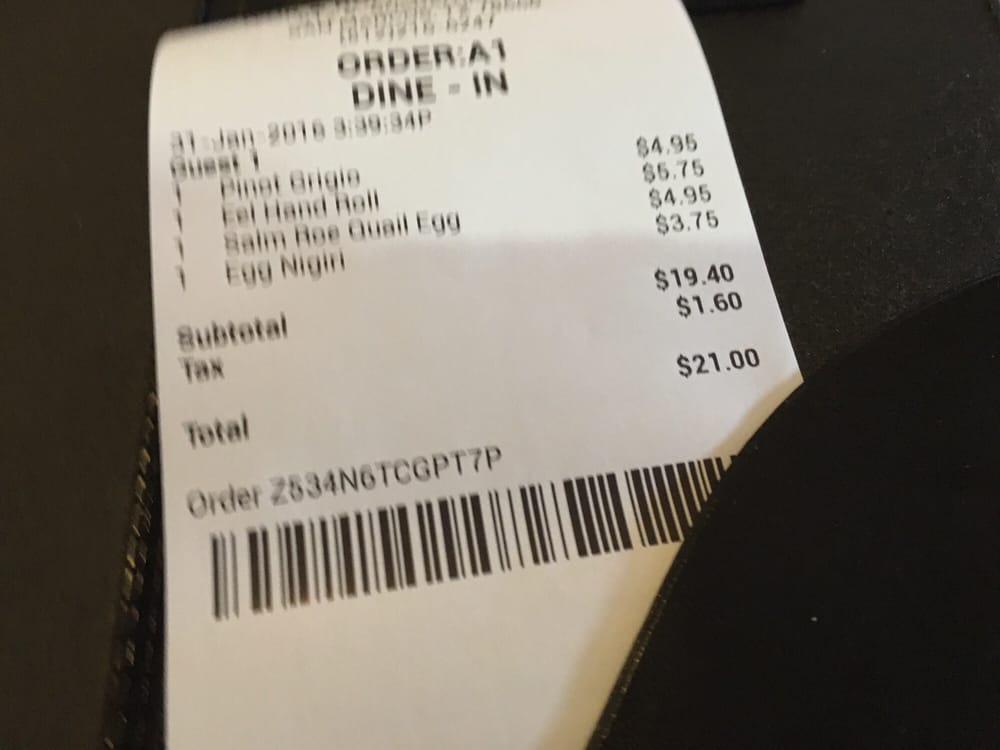 ORDER:A1
DINE - IN
31-Jan-2016 3:39:34P
Guest 1
1 Pinot Grigio $4.95
1 Eel Hand Roll $5.75
1 Salm Roe Quail Egg $4.95
1 Egg Nigiri $3.75
Subtotal $19.40
Tax $1.60
Total $21.00
Order Z534N6TCGPT7P